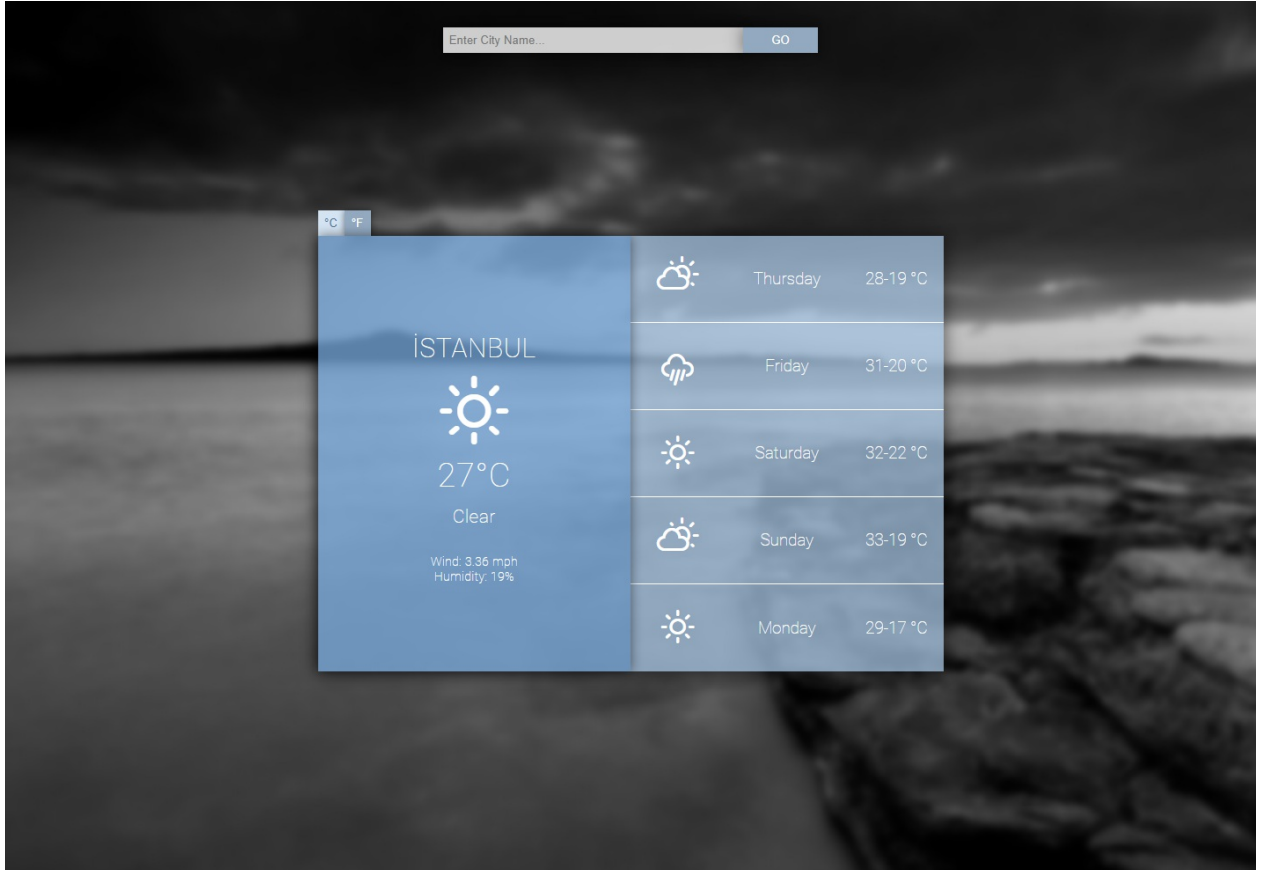 Enter City Name...
GO
°C
°F
İSTANBUL
27°C
Clear
Wind: 3.36 mph
Humidity: 19%
Thursday 28-19 °C
Friday 31-20 °C
Saturday 32-22 °C
Sunday 33-19 °C
Monday 29-17 °C